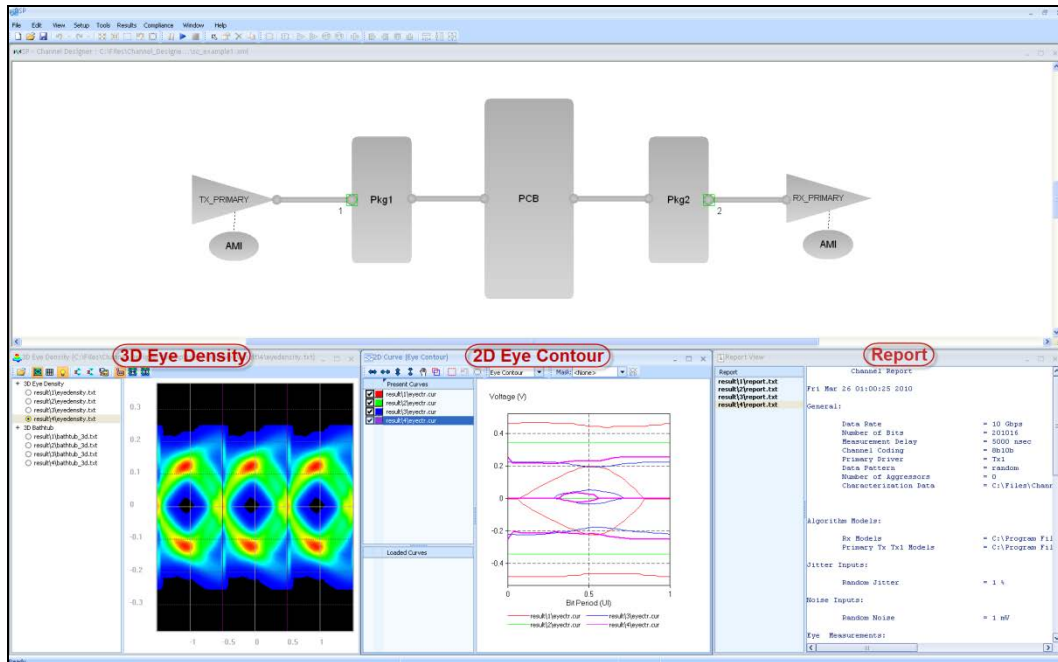 File Edit View Setup Tools Results Compliance Window Help
TX_PRIMARY
AMI
1
Pkg1
PCB
Pkg2
2
RX_PRIMARY
AMI
3D Eye Density
3D Eye Density
result\1\eyedensity.txt
result\2\eyedensity.txt
result\3\eyedensity.txt
result\4\eyedensity.txt
3D Bathtub
result\1\bathtub_3d.txt
result\2\bathtub_3d.txt
result\3\bathtub_3d.txt
result\4\bathtub_3d.txt
0.3
0.2
0.1
0
-0.1
-0.2
-0.3
-1 -0.5 0 0.5 1
2D Curve (Eye Contour)
2D Eye Contour
Eye Contour Mask: <None>
Present Curves
result\1\eyectr.cur
result\2\eyectr.cur
result\3\eyectr.cur
result\4\eyectr.cur
Loaded Curves
Voltage (V)
0.4
0.2
0
-0.2
-0.4
0 0.5 1
Bit Period (UI)
result\1\eyectr.cur result\3\eyectr.cur
result\2\eyectr.cur result\4\eyectr.cur
Report View
Report
Report
result\1\report.txt
result\2\report.txt
result\3\report.txt
result\4\report.txt
Channel Report
Fri Mar 26 01:00:25 2010
General:
Data Rate = 10 Gbps
Number of Bits = 201016
Measurement Delay = 5000 nsec
Channel Coding = 8b10b
Primary Driver = Tx1
Data Pattern = random
Number of Aggressors = 0
Characterization Data = C:\Files\Chann
Algorithm Models:
Rx Models = C:\Program Fil
Primary Tx Tx1 Models = C:\Program Fil
Jitter Inputs:
Random Jitter = 1 %
Noise Inputs:
Random Noise = 1 mV
Eye Measurements: